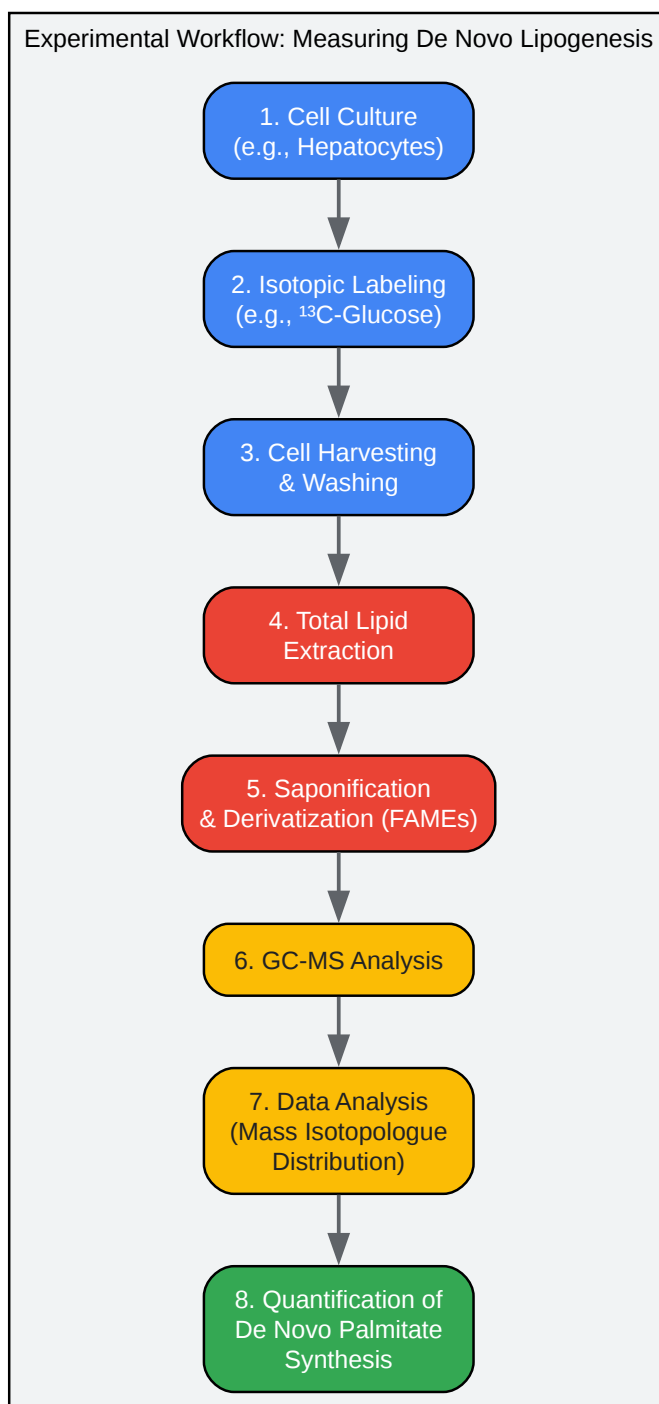 Experimental Workflow: Measuring De Novo Lipogenesis
1. Cell Culture
(e.g., Hepatocytes)
2. Isotopic Labeling
(e.g., ¹³C-Glucose)
3. Cell Harvesting
& Washing
4. Total Lipid
Extraction
5. Saponification
& Derivatization (FAMEs)
6. GC-MS Analysis
7. Data Analysis
(Mass Isotopologue
Distribution)
8. Quantification of
De Novo Palmitate
Synthesis